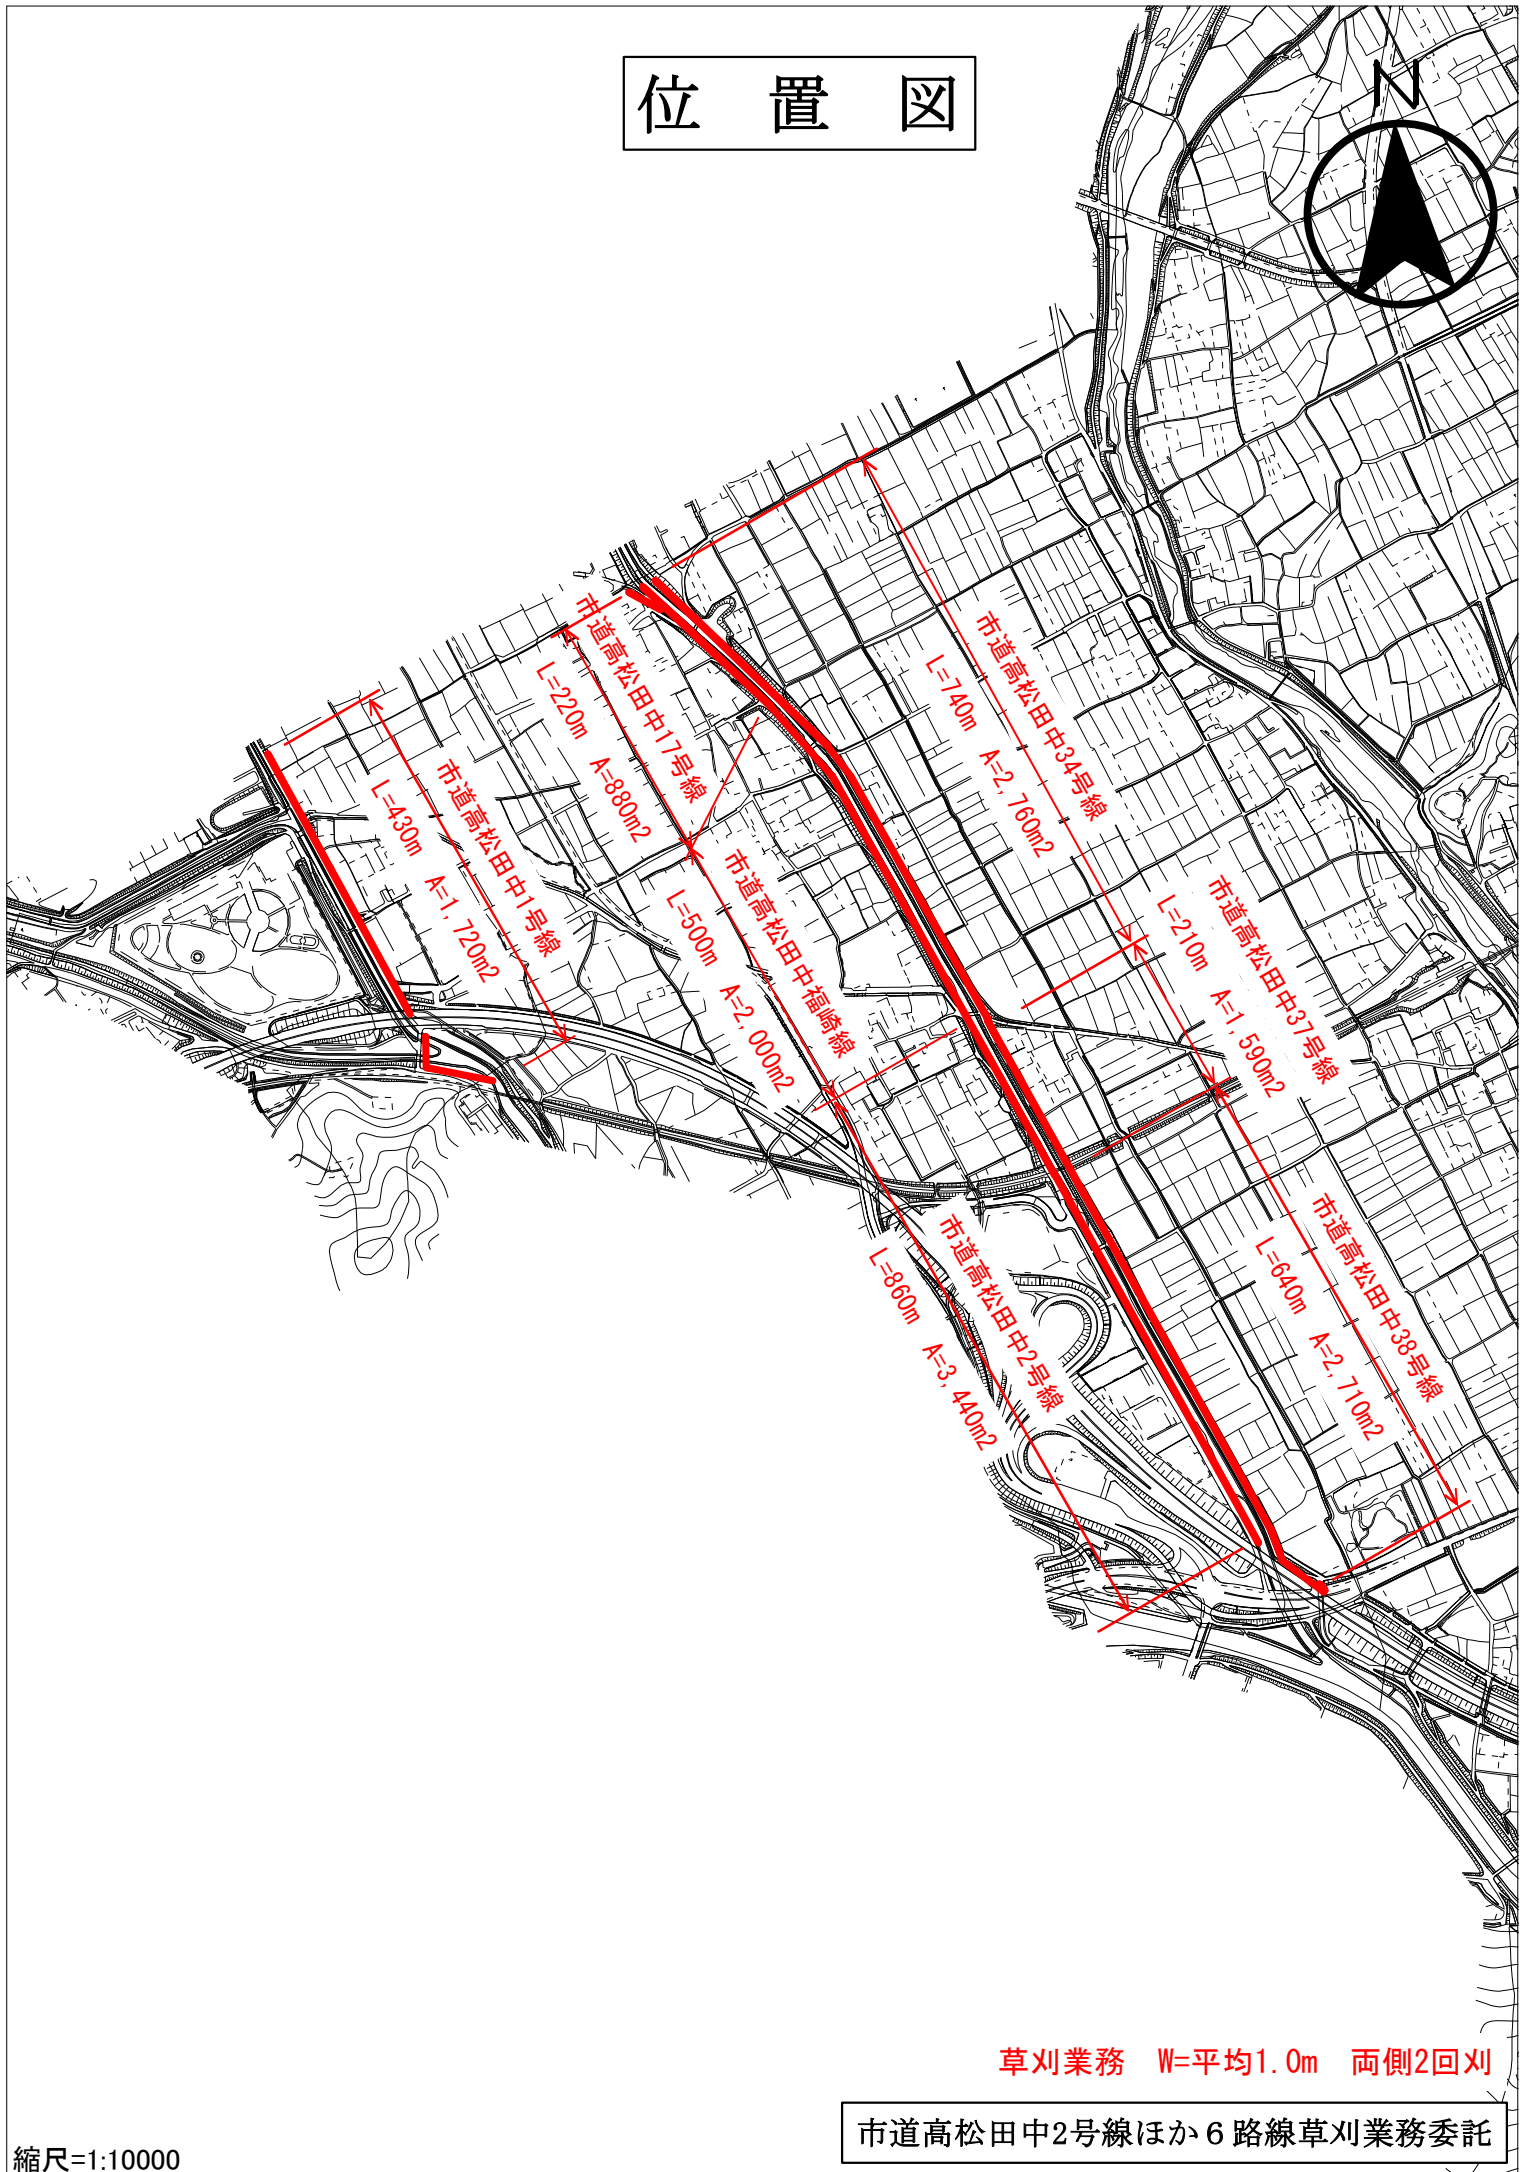 位置図
N
市道高松田中34号線
L=740m A=2,760m2
市道高松田中17号線
L=220m A=880m2
市道高松田中1号線
L=430m A=1,720m2
市道高松田中福崎線
L=500m A=2,000m2
市道高松田中37号線
L=210m A=1,590m2
市道高松田中2号線
L=860m A=3,440m2
市道高松田中38号線
L=640m A=2,710m2
草刈業務 W=平均1.0m 両側2回刈
市道高松田中2号線ほか６路線草刈業務委託
縮尺=1:10000